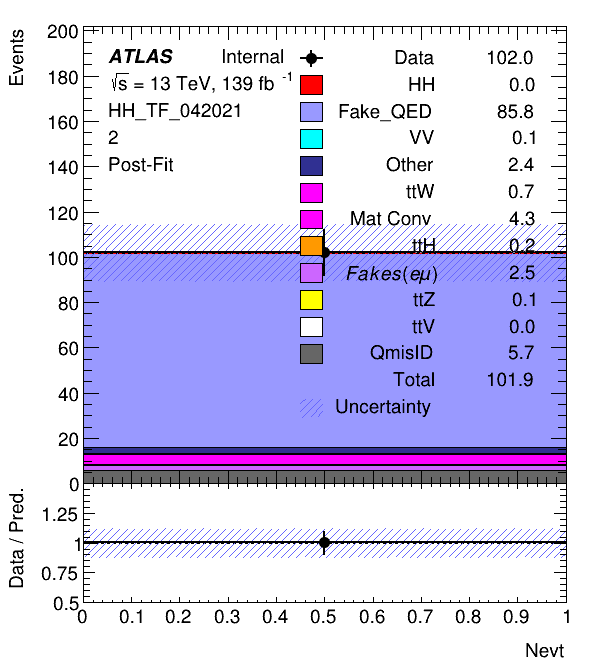 Events
200
180
160
140
120
100
80
60
40
20
0
ATLAS Internal
√s = 13 TeV, 139 fb -1
HH_TF_042021
2
Post-Fit
Data 102.0
HH 0.0
Fake_QED 85.8
VV 0.1
Other 2.4
ttW 0.7
Mat Conv 4.3
ttH 0.2
Fakes(eμ) 2.5
ttZ 0.1
ttV 0.0
QmisID 5.7
Total 101.9
Uncertainty
Data / Pred.
1.25
1
0.75
0.5
0 0.1 0.2 0.3 0.4 0.5 0.6 0.7 0.8 0.9 1
Nevt